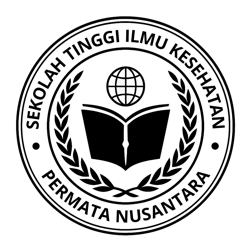 SEKOLAH TINGGI ILMU KESEHATAN
PERMATA NUSANTARA